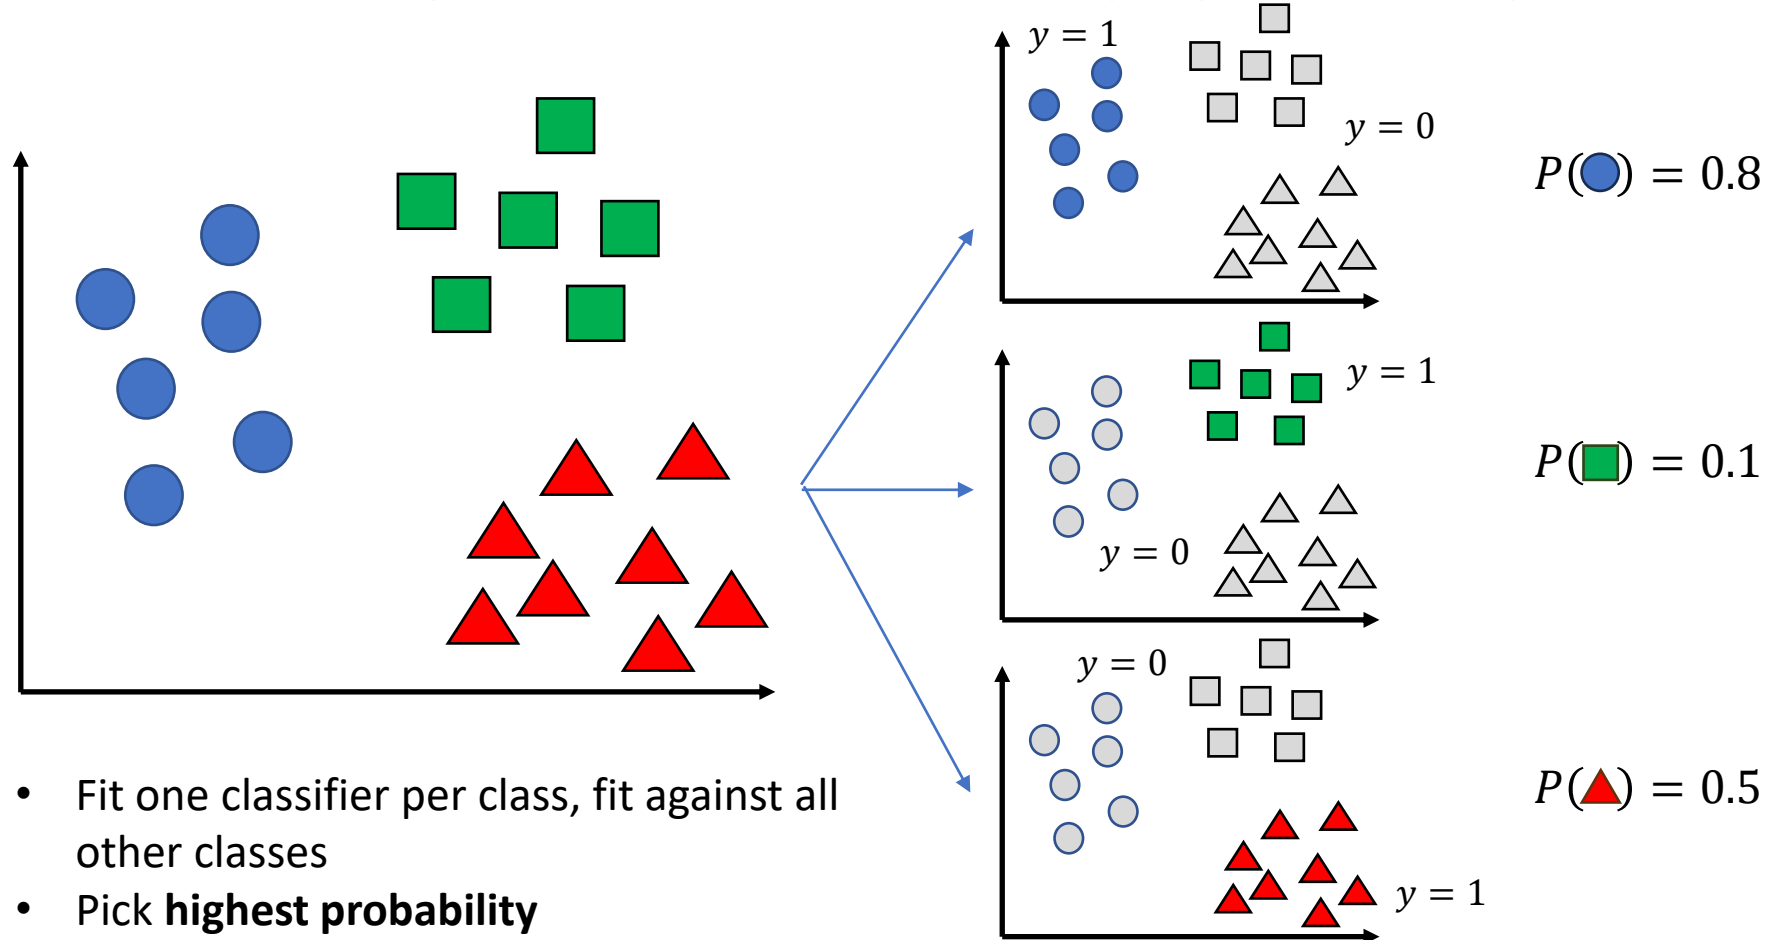 y = 1
y = 0
P( ) = 0.8
y = 1
y = 0
P( ) = 0.1
y = 0
y = 1
P( ) = 0.5
• Fit one classifier per class, fit against all
other classes
• Pick highest probability